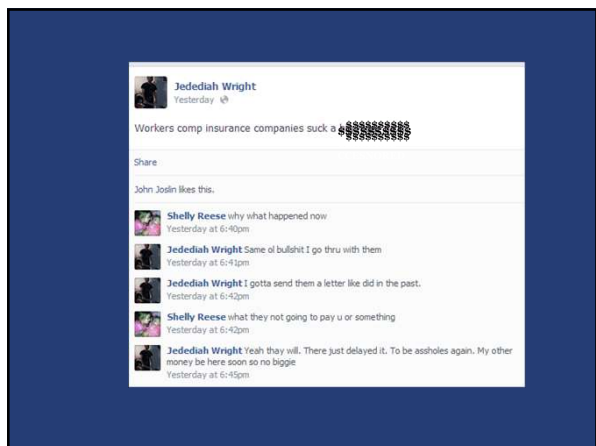 Jedediah Wright
Yesterday
Workers comp insurance companies suck a
Share
John Joslin likes this.
Shelly Reese why what happened now
Yesterday at 6:40pm
Jedediah Wright Same ol bullshit I go thru with them
Yesterday at 6:41pm
Jedediah Wright I gotta send them a letter like did in the past.
Yesterday at 6:42pm
Shelly Reese what they not going to pay u or something
Yesterday at 6:42pm
Jedediah Wright Yeah thay will. There just delayed it. To be assholes again. My other
money be here soon so no biggie
Yesterday at 6:45pm